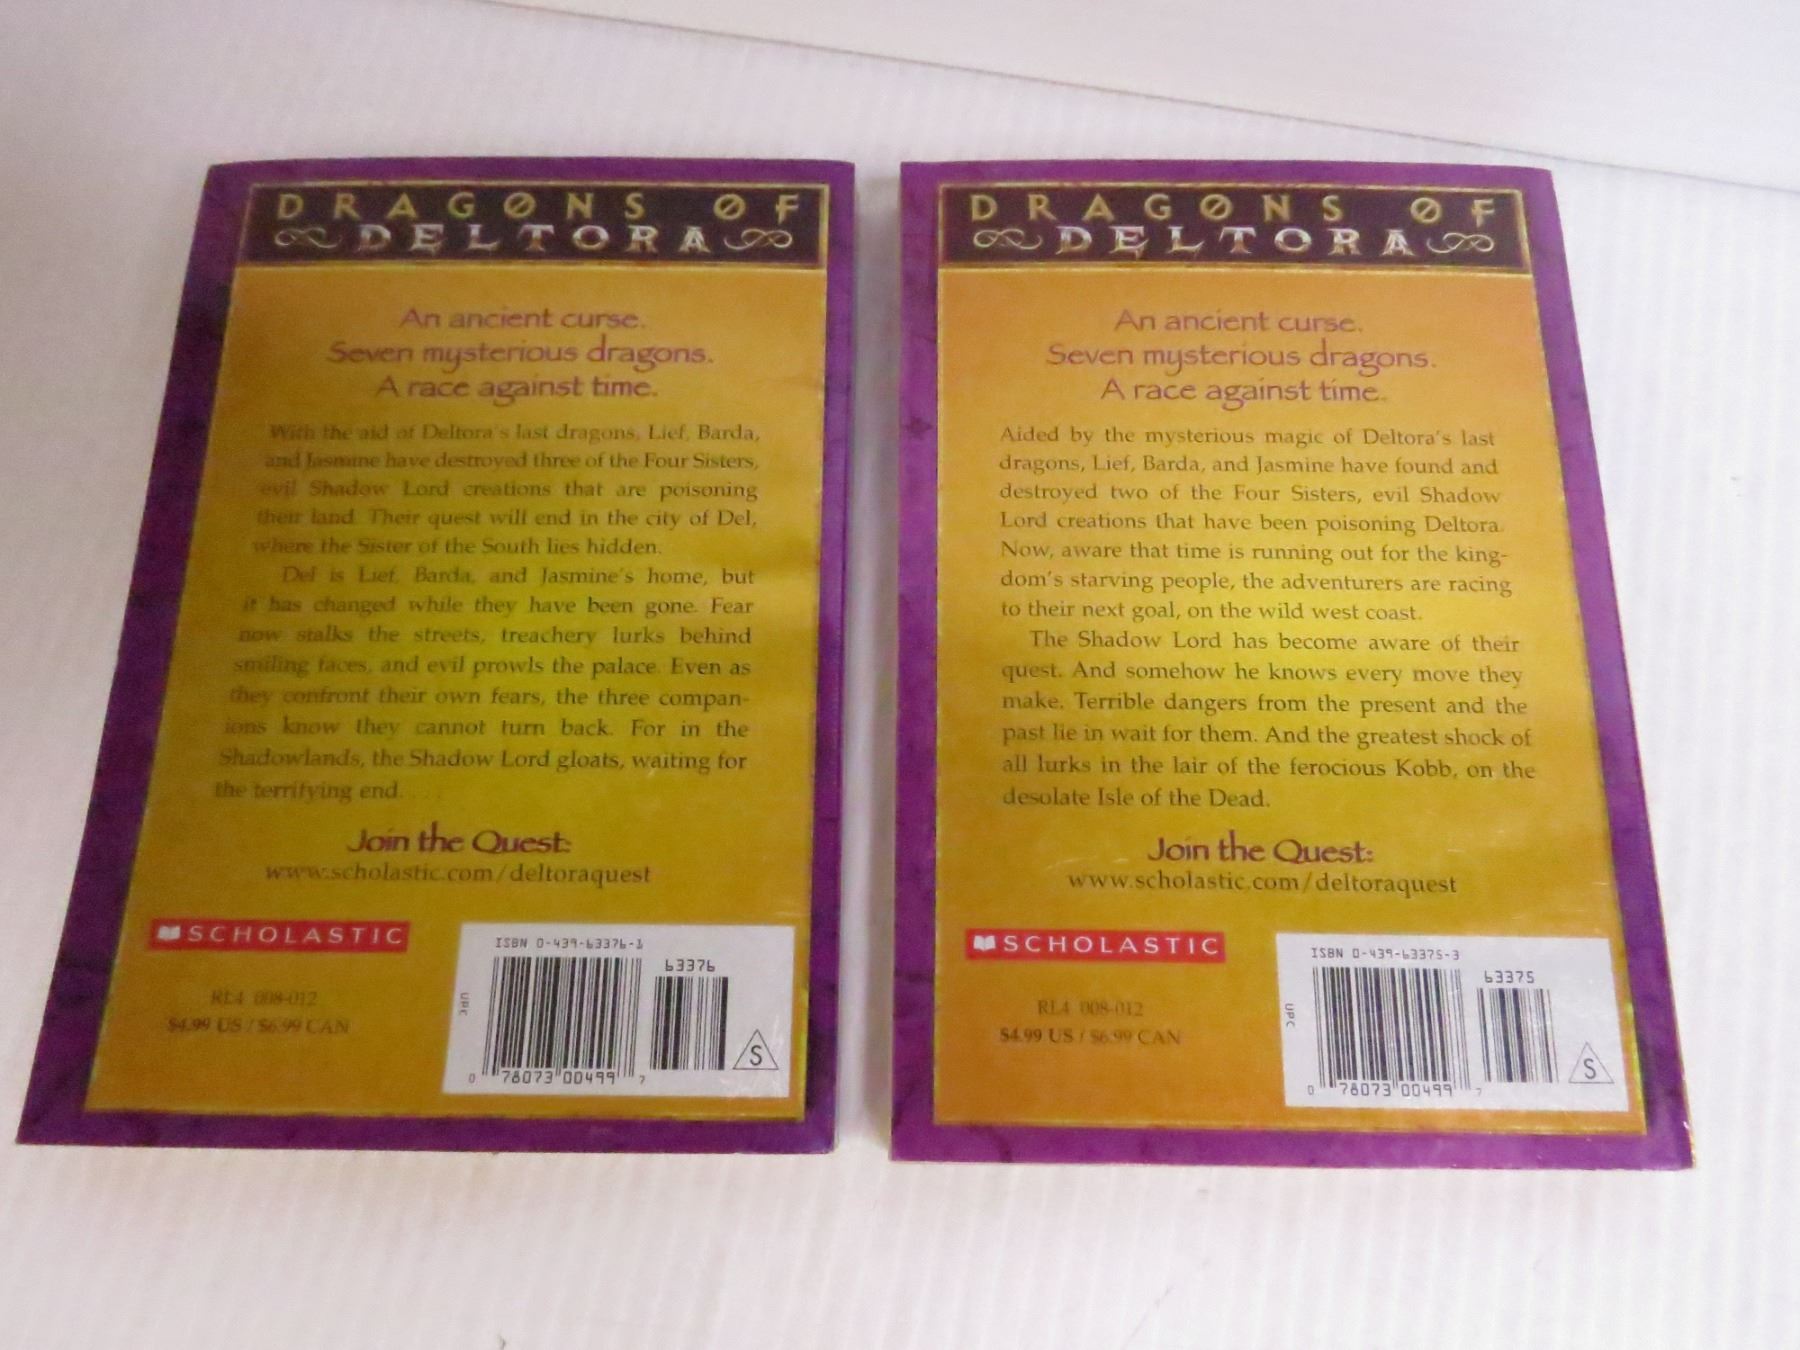 DRAGONS OF
DELTORA
An ancient curse.
Seven mysterious dragons.
A race against time.
With the aid of Deltora's last dragons, Lief, Barda,
and Jasmine have destroyed three of the Four Sisters,
evil Shadow Lord creations that are poisoning
their land. Their quest will end in the city of Del,
where the Sister of the South lies hidden.
Del is Lief, Barda, and Jasmine's home, but
it has changed while they have been gone. Fear
now stalks the streets, treachery lurks behind
smiling faces, and evil prowls the palace. Even as
they confront their own fears, the three compan-
ions know they cannot turn back. For in the
Shadowlands, the Shadow Lord gloats, waiting for
the terrifying end. . . .
Join the Quest:
www.scholastic.com/deltoraquest
SCHOLASTIC
ISBN 0-439-63376-1
63376
UPC
RL4 008-012
$4.99 US / $6.99 CAN
0 78073 00499 7
S
DRAGONS OF
DELTORA
An ancient curse.
Seven mysterious dragons.
A race against time.
Aided by the mysterious magic of Deltora's last
dragons, Lief, Barda, and Jasmine have found and
destroyed two of the Four Sisters, evil Shadow
Lord creations that have been poisoning Deltora.
Now, aware that time is running out for the king-
dom's starving people, the adventurers are racing
to their next goal, on the wild west coast.
The Shadow Lord has become aware of their
quest. And somehow he knows every move they
make. Terrible dangers from the present and the
past lie in wait for them. And the greatest shock of
all lurks in the lair of the ferocious Kobb, on the
desolate Isle of the Dead.
Join the Quest:
www.scholastic.com/deltoraquest
SCHOLASTIC
ISBN 0-439-63375-3
63375
UPC
RL4 008-012
$4.99 US / $6.99 CAN
0 78073 00499 7
S